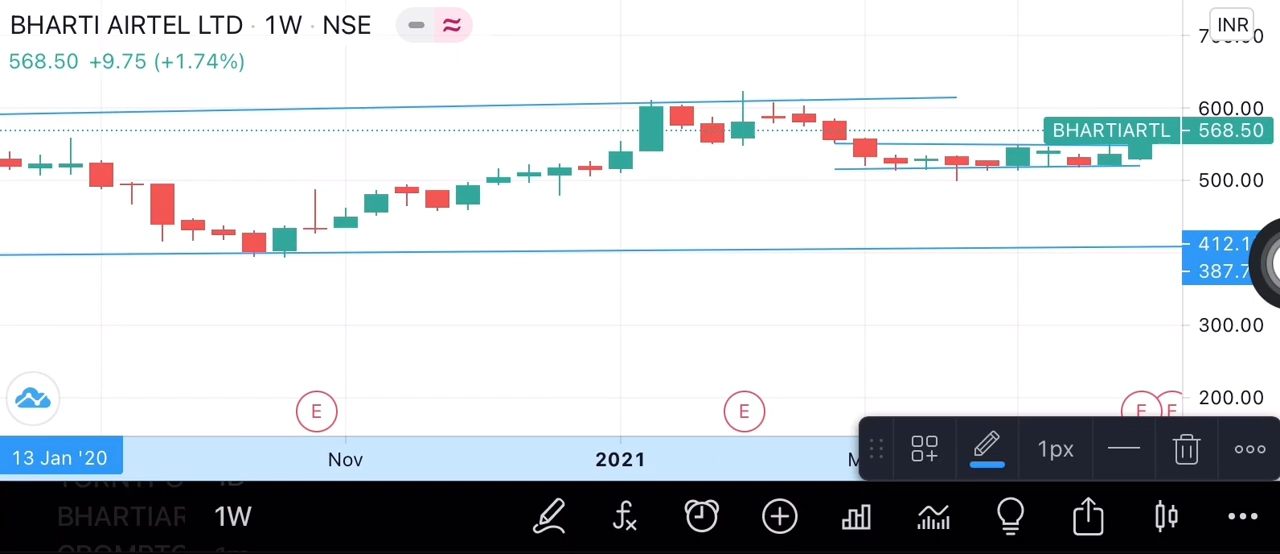 BHARTI AIRTEL LTD · 1W · NSE
INR
568.50 +9.75 (+1.74%)
600.00
BHARTIARTL 568.50
500.00
412.1
387.7
300.00
200.00
E E E E
13 Jan '20 Nov 2021
1px
BHARTIAR 1W